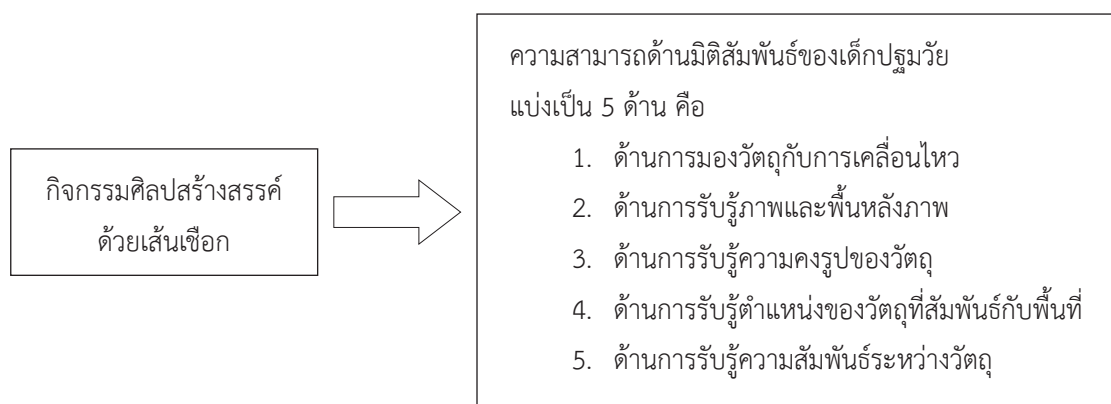 กิจกรรมศิลปสร้างสรรค์
ด้วยเส้นเชือก
ความสามารถด้านมิติสัมพันธ์ของเด็กปฐมวัย
แบ่งเป็น 5 ด้าน คือ
1. ด้านการมองวัตถุกับการเคลื่อนไหว
2. ด้านการรับรู้ภาพและพื้นหลังภาพ
3. ด้านการรับรู้ความคงรูปของวัตถุ
4. ด้านการรับรู้ตำแหน่งของวัตถุที่สัมพันธ์กับพื้นที่
5. ด้านการรับรู้ความสัมพันธ์ระหว่างวัตถุ